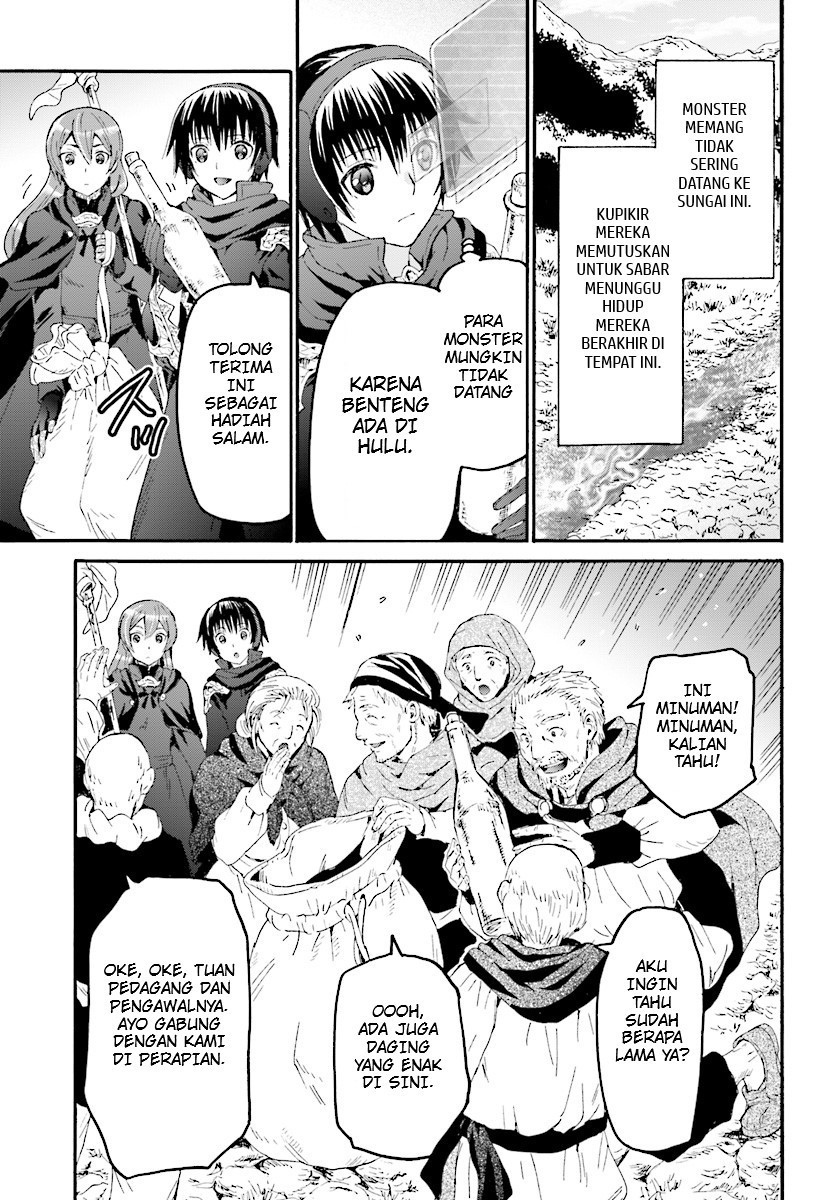 MONSTER
MEMANG
TIDAK
SERING
DATANG KE
SUNGAI INI.
KUPIKIR
MEREKA
MEMUTUSKAN
UNTUK SABAR
MENUNGGU
HIDUP
MEREKA
BERAKHIR DI
TEMPAT INI.
PARA
MONSTER
MUNGKIN
TIDAK
DATANG
KARENA
BENTENG
ADA DI
HULU.
TOLONG
TERIMA
INI
SEBAGAI
HADIAH
SALAM.
INI
MINUMAN!
MINUMAN,
KALIAN
TAHU!
AKU
INGIN
TAHU
SUDAH
BERAPA
LAMA YA?
OOOH,
ADA JUGA
DAGING
YANG ENAK
DI SINI.
OKE, OKE, TUAN
PEDAGANG DAN
PENGAWALNYA.
AYO GABUNG
DENGAN KAMI
DI PERAPIAN.